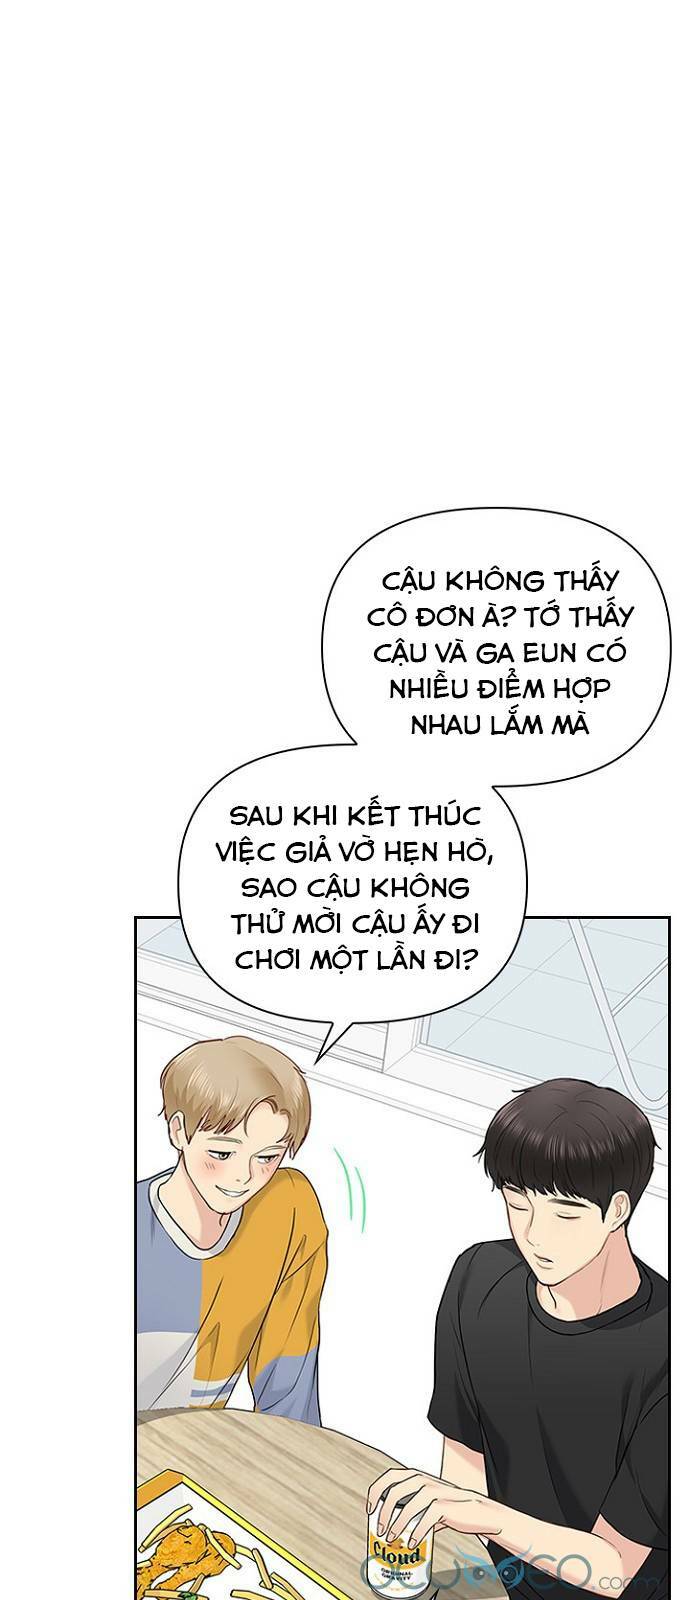 CẬU KHÔNG THẤY
CÔ ĐƠN À? TỚ THẤY
CẬU VÀ GA EUN CÓ
NHIỀU ĐIỂM HỢP
NHAU LẮM MÀ
SAU KHI KẾT THÚC
VIỆC GIẢ VỜ HẸN HÒ,
SAO CẬU KHÔNG
THỬ MỜI CẬU ẤY ĐI
CHƠI MỘT LẦN ĐI?
Cloud
ORIGINAL
GRAVITY